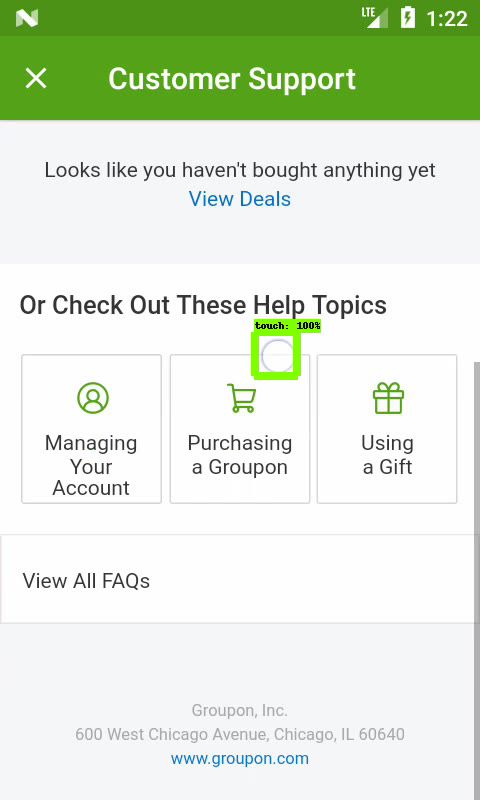 LTE 1:22
Customer Support
Looks like you haven't bought anything yet
View Deals
Or Check Out These Help Topics
touch: 100%
Managing
Your
Account
Purchasing
a Groupon
Using
a Gift
View All FAQs
Groupon, Inc.
600 West Chicago Avenue, Chicago, IL 60640
www.groupon.com